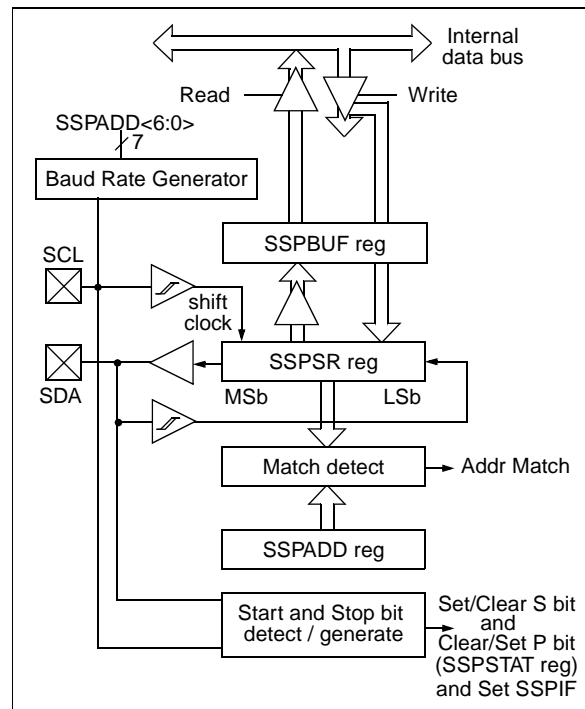 Internal
data bus
Read
Write
SSPADD<6:0>
7
Baud Rate Generator
SSPBUF reg
SCL
shift
clock
SSPSR reg
SDA
MSb
LSb
Match detect
Addr Match
SSPADD reg
Start and Stop bit
detect / generate
Set/Clear S bit
and
Clear/Set P bit
(SSPSTAT reg)
and Set SSPIF